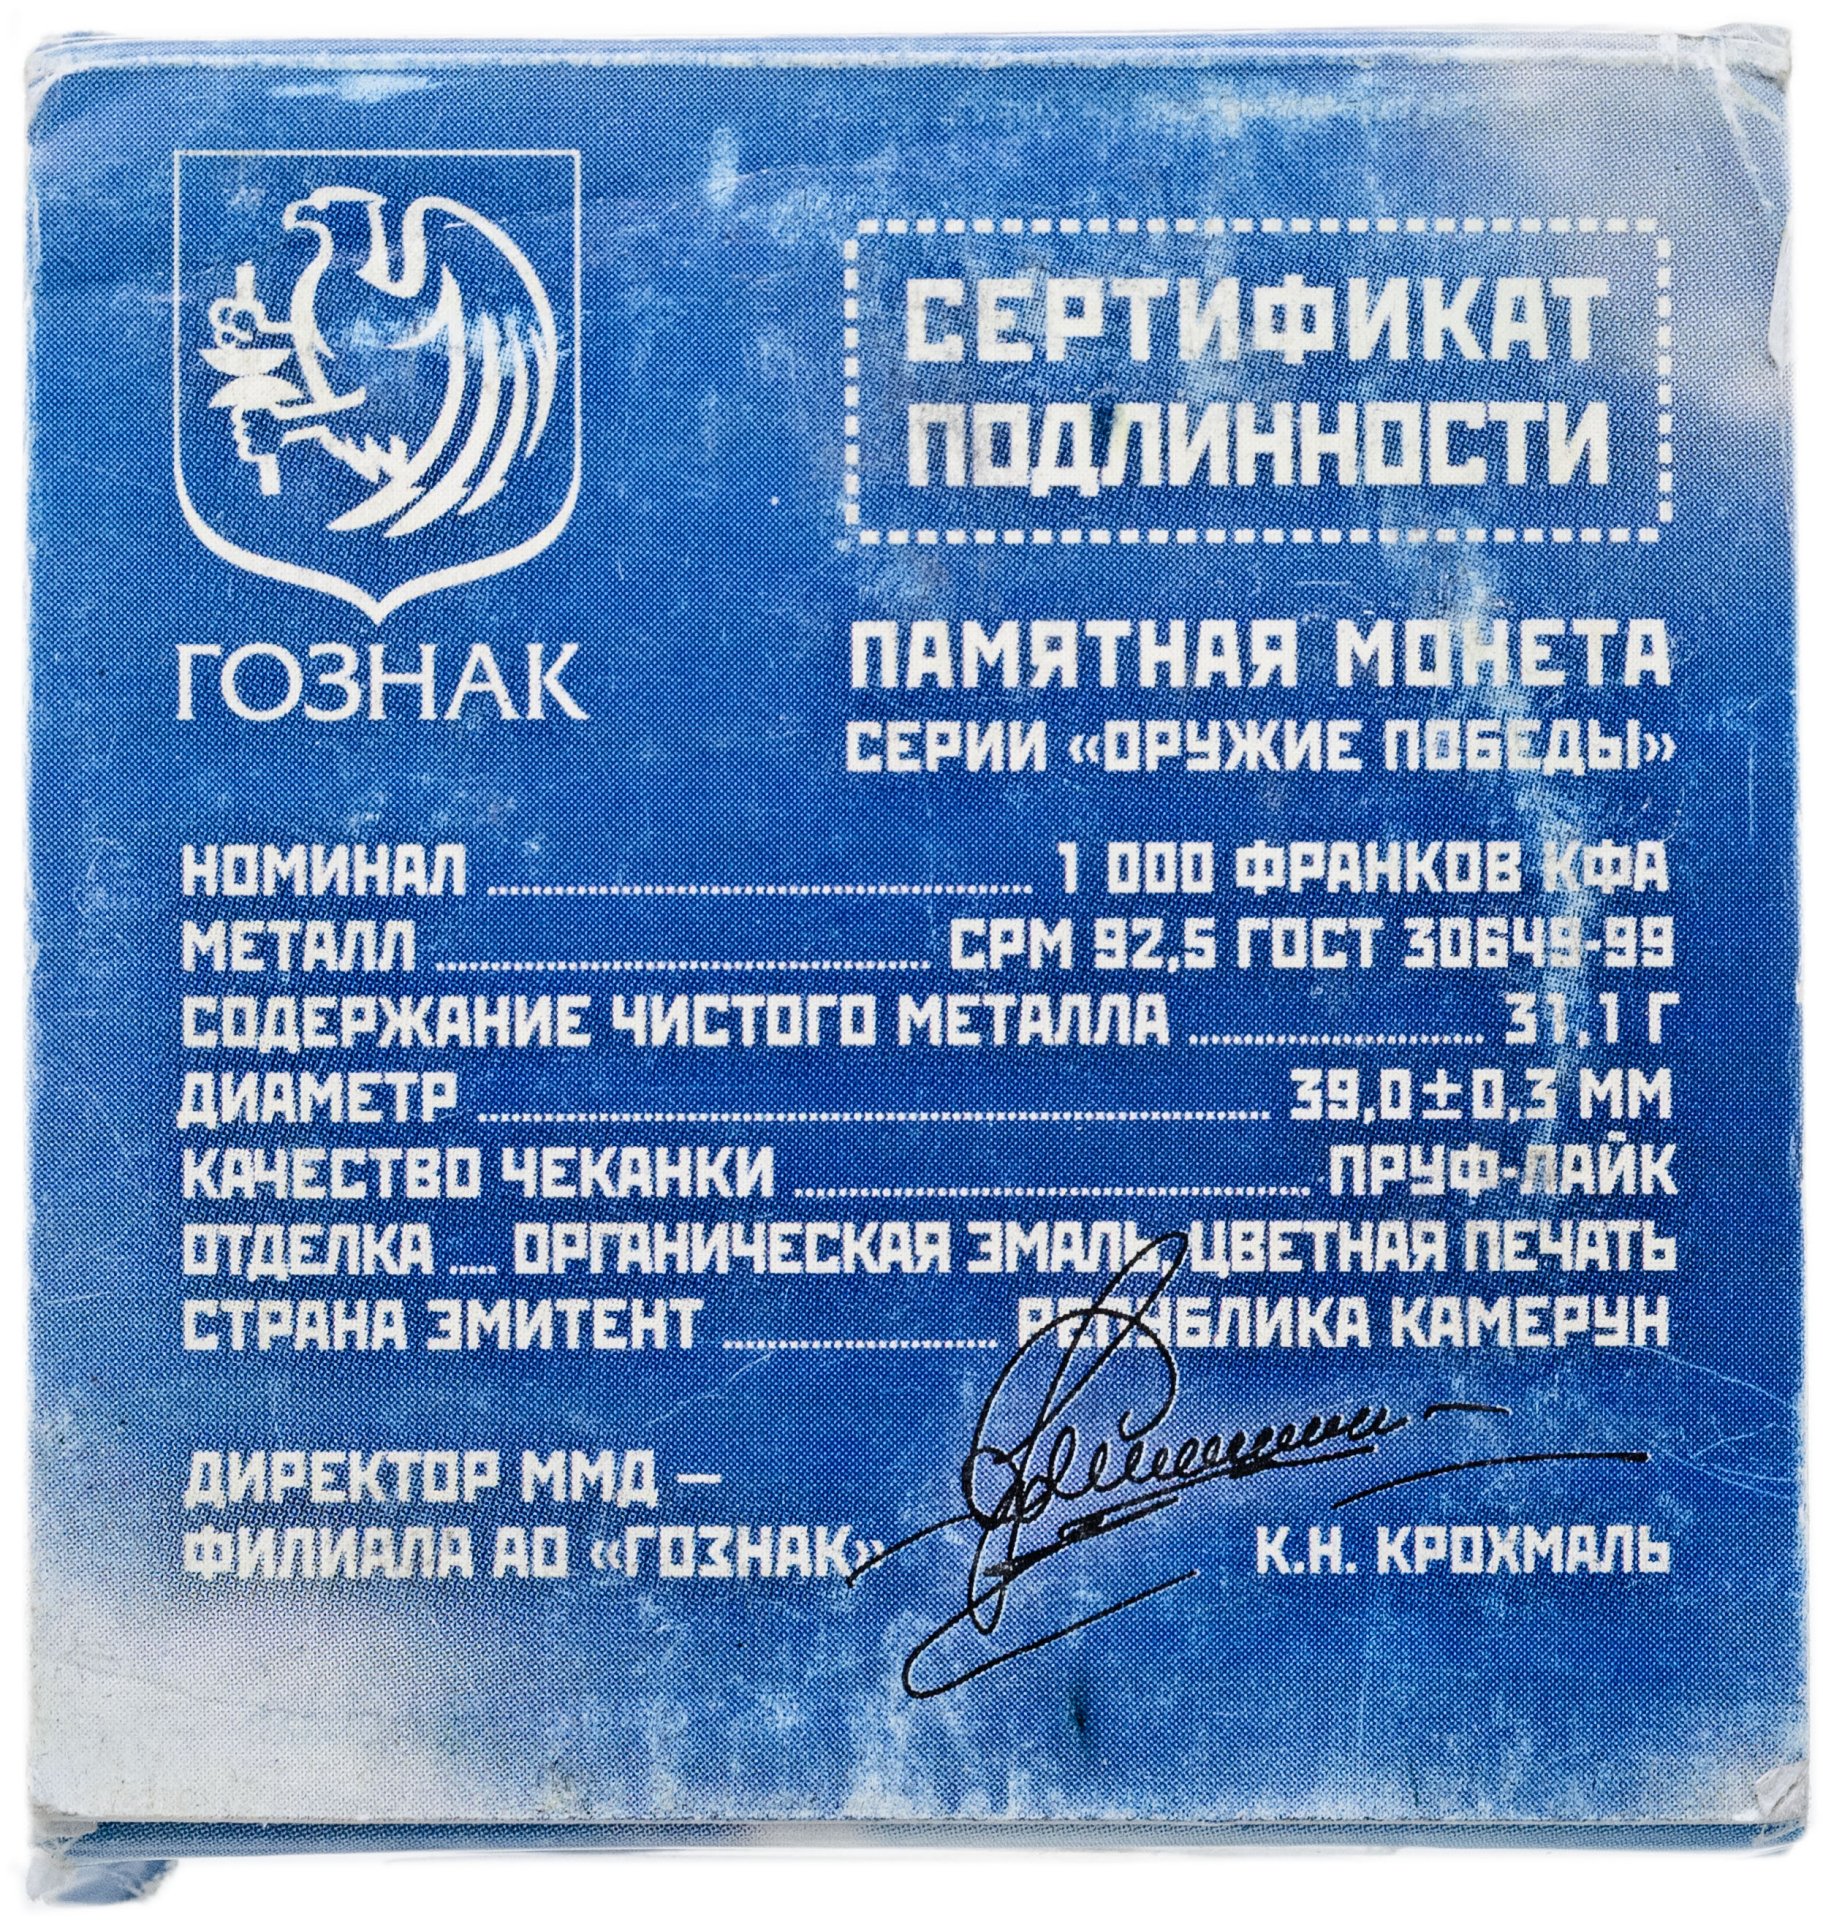 СЕРТИФИКАТ
ПОДЛИННОСТИ
ГОЗНАК
ПАМЯТНАЯ МОНЕТА
СЕРИИ «ОРУЖИЕ ПОБЕДЫ»
НОМИНАЛ 1 000 ФРАНКОВ КФА
МЕТАЛЛ СРМ 92,5 ГОСТ 30649-99
СОДЕРЖАНИЕ ЧИСТОГО МЕТАЛЛА 31,1 Г
ДИАМЕТР 39,0±0,3 ММ
КАЧЕСТВО ЧЕКАНКИ ПРУФ-ЛАЙК
ОТДЕЛКА ОРГАНИЧЕСКАЯ ЭМАЛЬ, ЦВЕТНАЯ ПЕЧАТЬ
СТРАНА ЭМИТЕНТ РЕПУБЛИКА КАМЕРУН
ДИРЕКТОР ММД –
ФИЛИАЛА АО «ГОЗНАК» К.Н. КРОХМАЛЬ